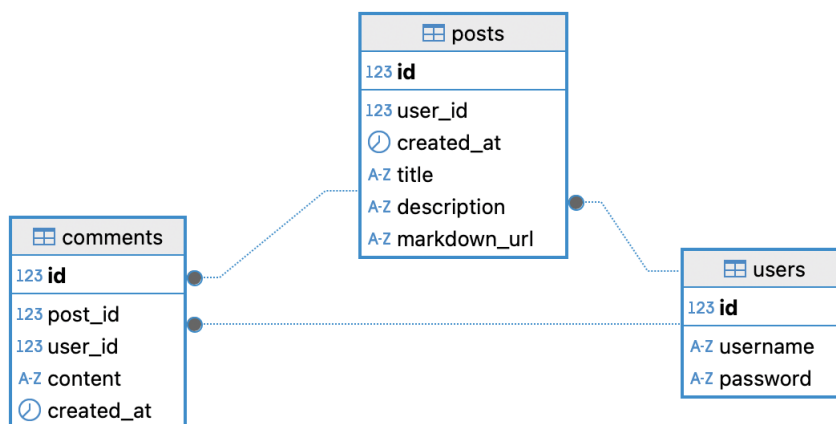 posts
123 id
123 user_id
created_at
A-Z title
A-Z description
A-Z markdown_url
comments
123 id
123 post_id
123 user_id
A-Z content
created_at
users
123 id
A-Z username
A-Z password